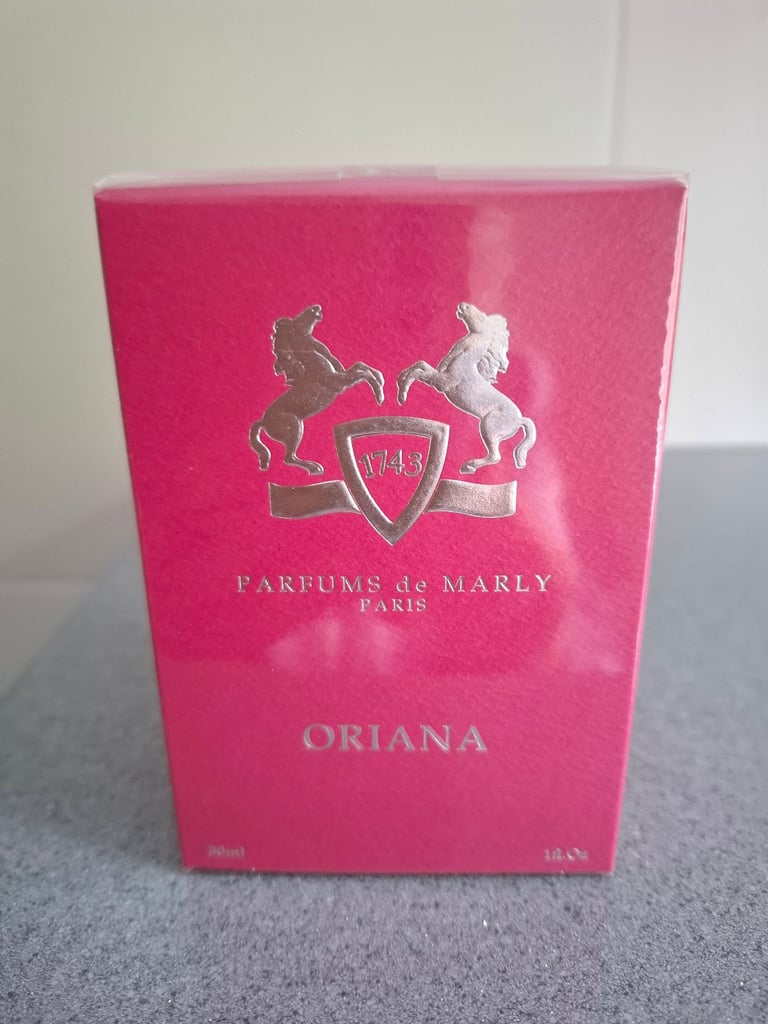 1743
PARFUMS de MARLY
PARIS
ORIANA